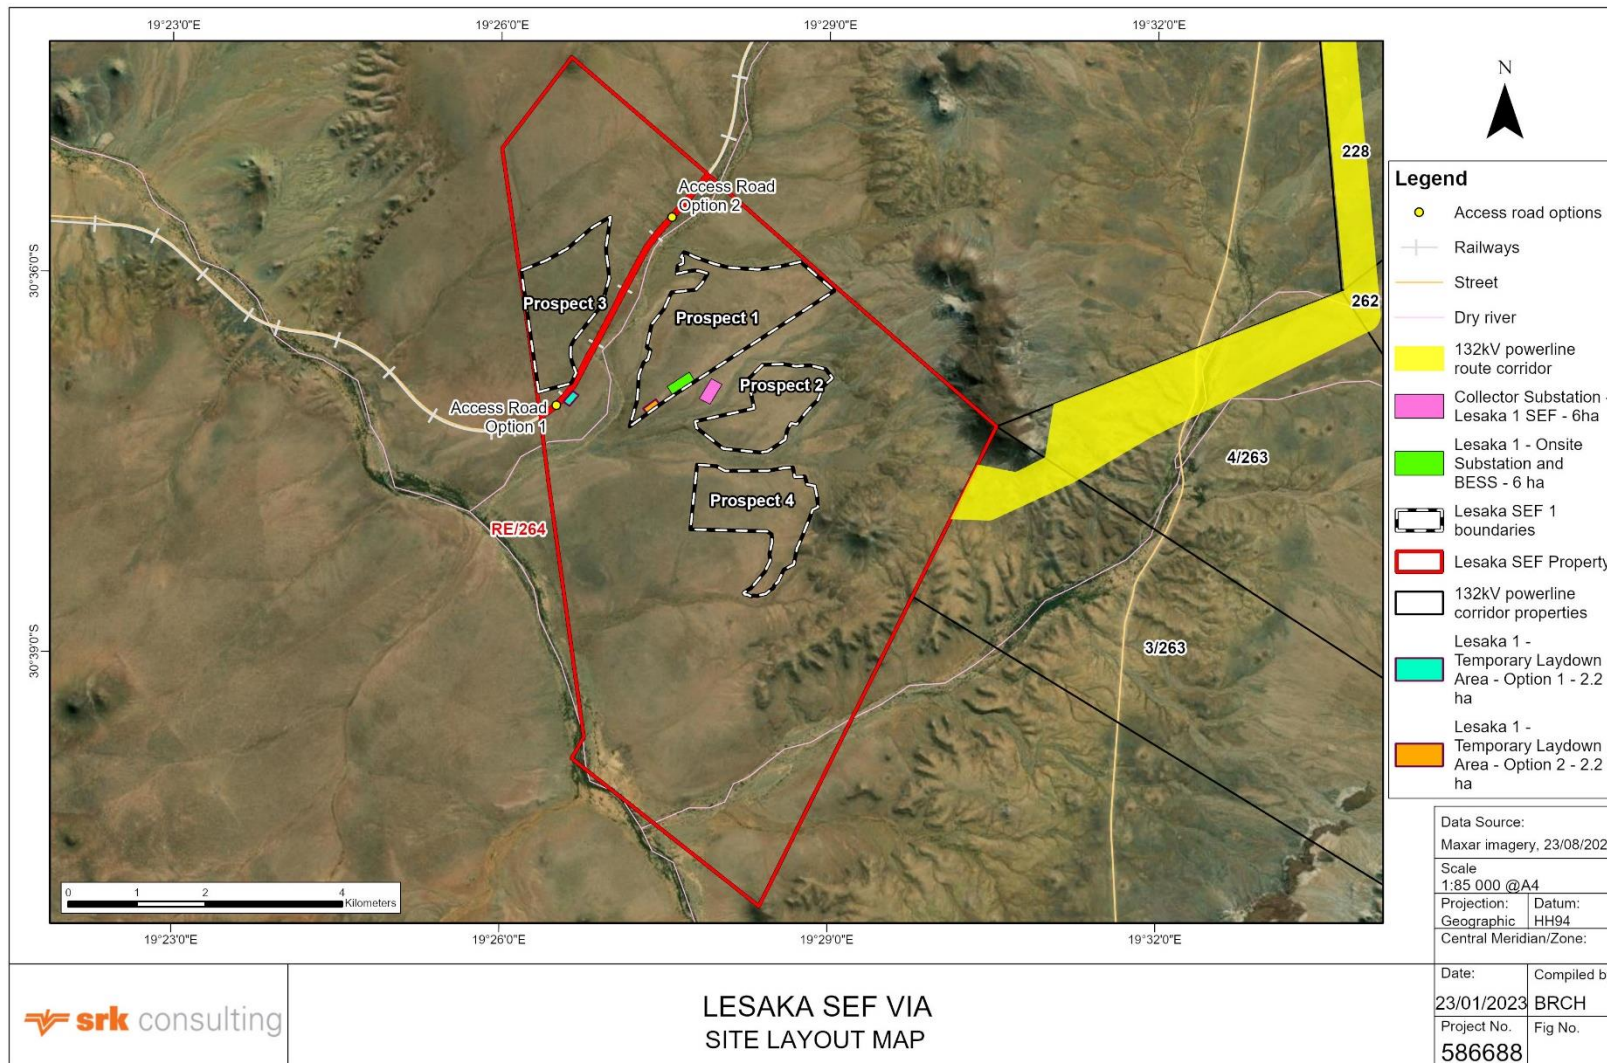 19°23'0"E
19°26'0"E
19°29'0"E
19°32'0"E
30°36'0"S
30°39'0"S
Access Road
Option 2
Prospect 3
Prospect 1
Prospect 2
Access Road
Option 1
Prospect 4
RE/264
228
262
4/263
3/263
0 1 2 4
Kilometers
19°23'0"E
19°26'0"E
19°29'0"E
19°32'0"E
N
Legend
Access road options
Railways
Street
Dry river
132kV powerline
route corridor
Collector Substation -
Lesaka 1 SEF - 6ha
Lesaka 1 - Onsite
Substation and
BESS - 6 ha
Lesaka SEF 1
boundaries
Lesaka SEF Property
132kV powerline
corridor properties
Lesaka 1 -
Temporary Laydown
Area - Option 1 - 2.2
ha
Lesaka 1 -
Temporary Laydown
Area - Option 2 - 2.2
ha
Data Source:
Maxar imagery, 23/08/202
Scale
1:85 000 @A4
Projection: Datum:
Geographic HH94
Central Meridian/Zone:
Date: Compiled b
23/01/2023 BRCH
Project No. Fig No.
586688
srk consulting
LESAKA SEF VIA
SITE LAYOUT MAP